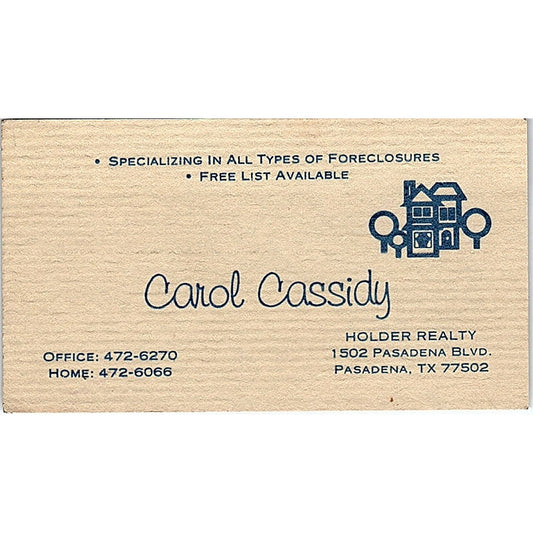 • Specializing In All Types of Foreclosures
• Free List Available
Carol Cassidy
HOLDER REALTY
1502 Pasadena Blvd.
Pasadena, TX 77502
Office: 472-6270
Home: 472-6066